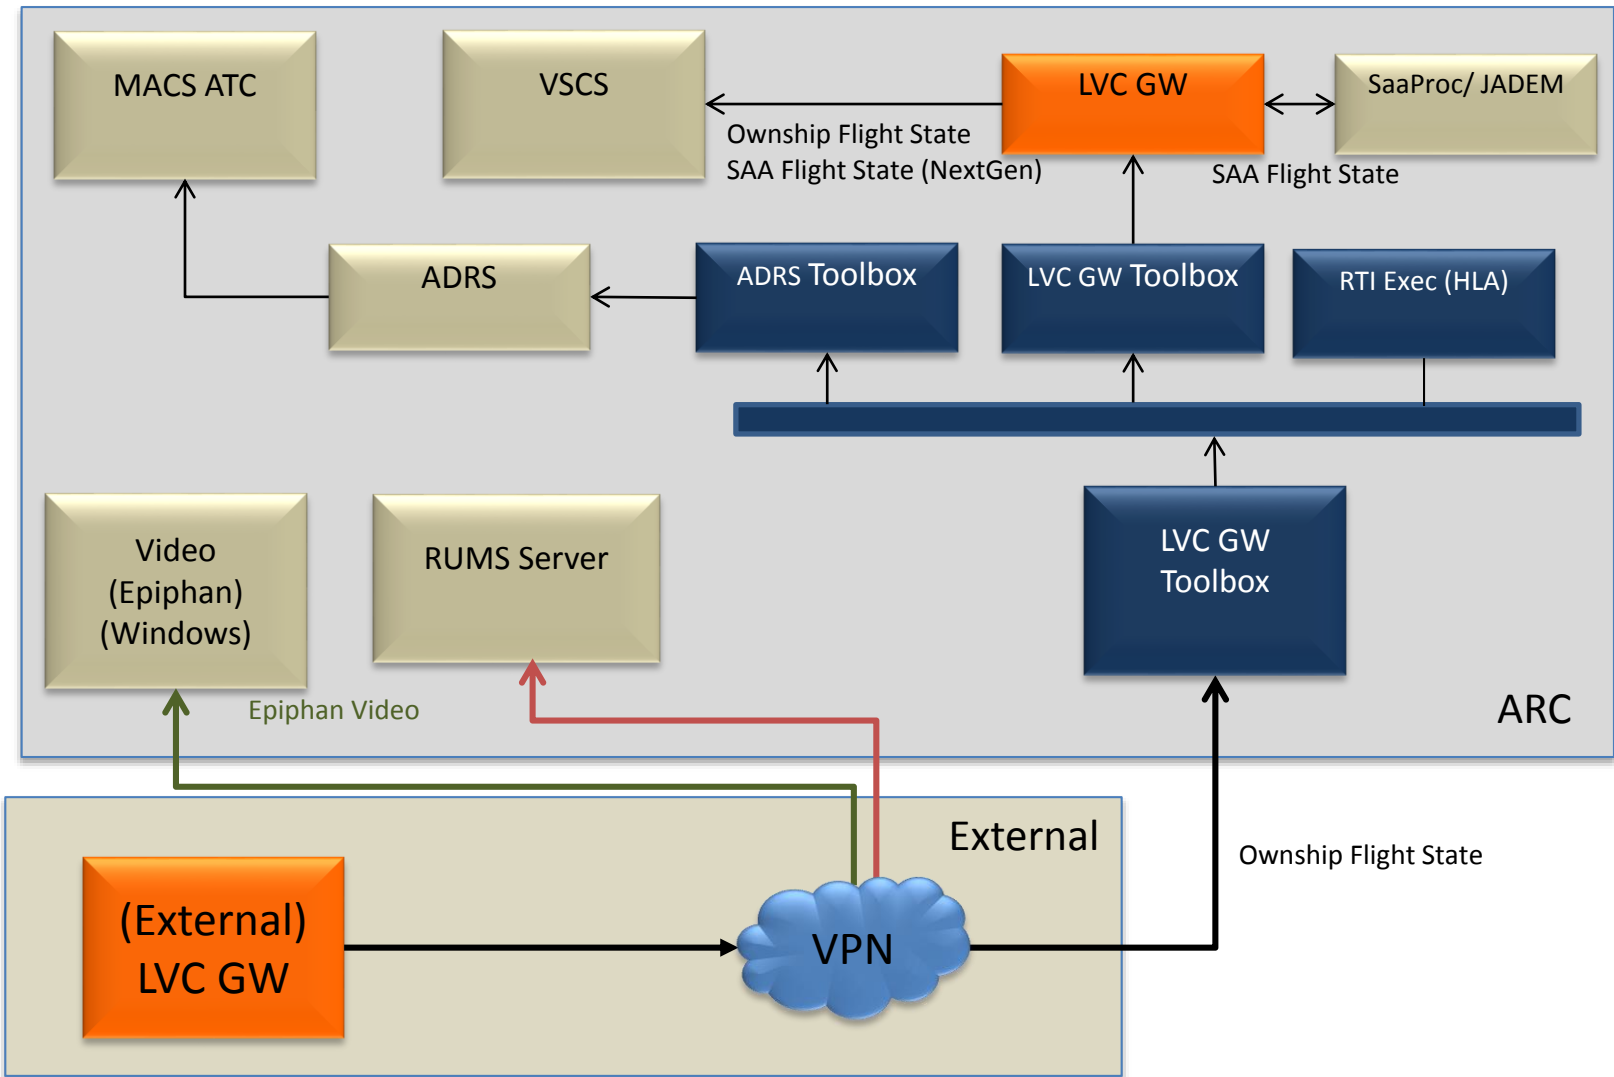 MACS ATC
VSCS
LVC GW
SaaProc/ JADEM
Ownship Flight State
SAA Flight State (NextGen)
SAA Flight State
ADRS
ADRS Toolbox
LVC GW Toolbox
RTI Exec (HLA)
Video
(Epiphan)
(Windows)
RUMS Server
LVC GW
Toolbox
Epiphan Video
ARC
External
Ownship Flight State
(External)
LVC GW
VPN